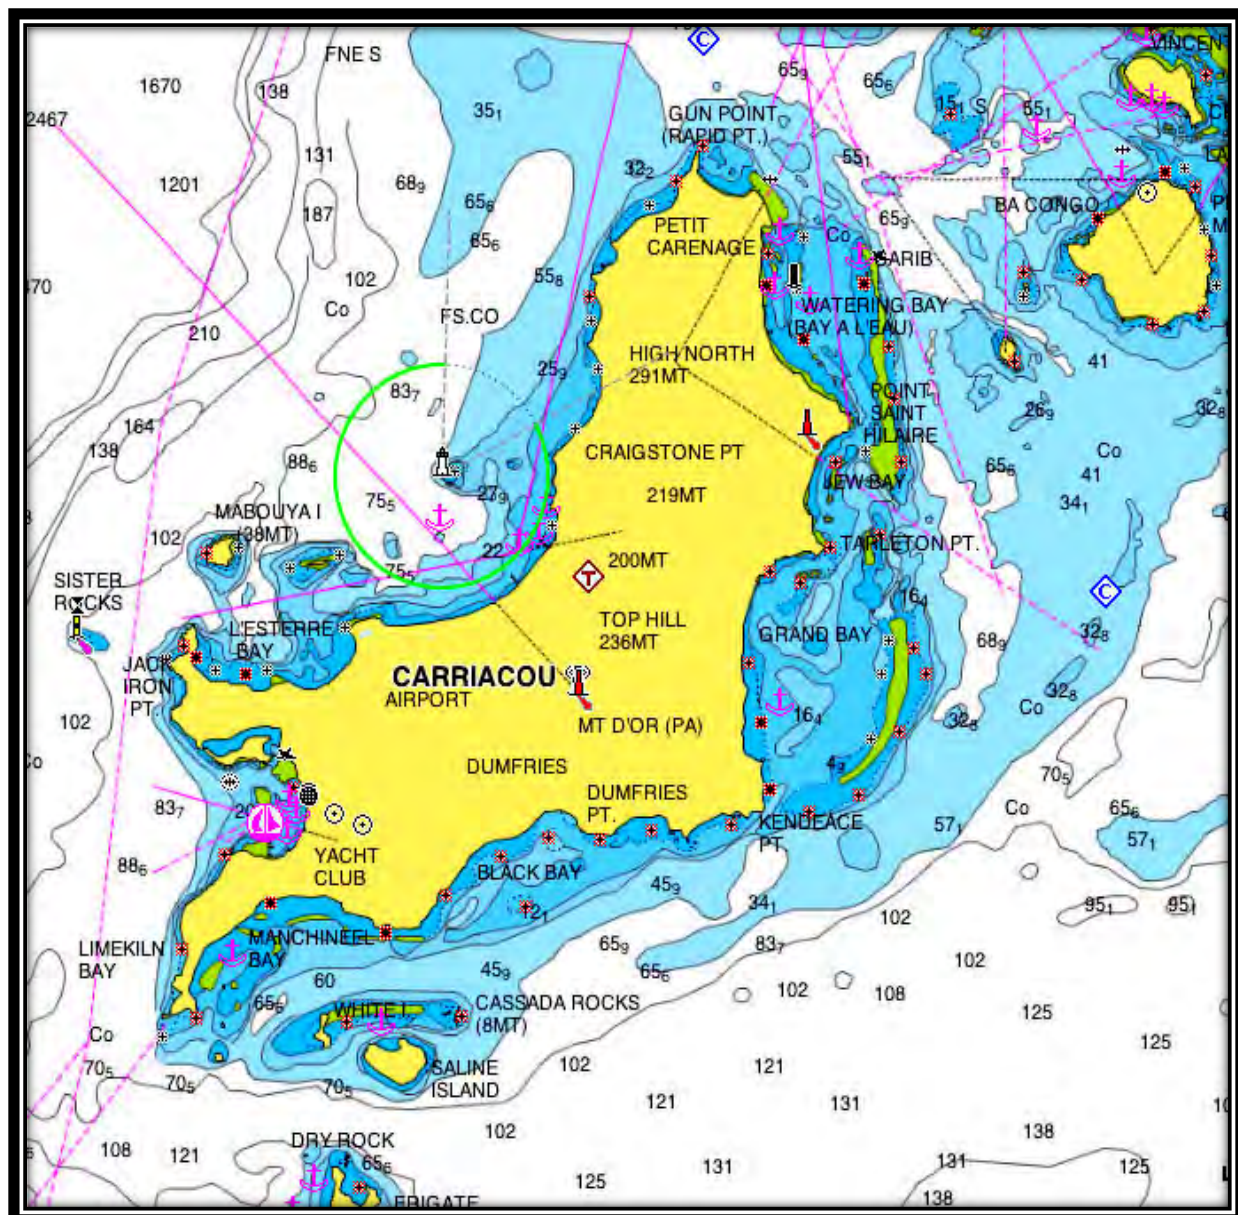 FNE S
65₉
65₆
VINCENT
1670
138
2467
35₁
15₁ S
55₁
GUN POINT
(RAPID PT.)
131
32₂
55₁
1201
68₉
187
65₆
65₉
BA CONGO
65₆
PETIT
CARENAGE
Co
CARIB
102
55₈
Co
FS.CO
WATERING BAY
(BAY A L'EAU)
210
HIGH NORTH
291MT
41
25₉
83₇
POINT
SAINT
HILAIRE
26₉
32₈
164
138
CRAIGSTONE PT
Co
88₆
41
65₆
JEW BAY
27₉
219MT
75₅
34₁
MABOUYA I
(38MT)
102
22
TARLETON PT.
200MT
75₅
SISTER
ROCKS
16₄
TOP HILL
236MT
L'ESTERRE
BAY
GRAND BAY
32₈
68₉
JACK
IRON
PT.
CARRIACOU
AIRPORT
32₈
102
MT D'OR (PA)
16₄
32₈
Co
Co
DUMFRIES
4₉
70₅
DUMFRIES
PT.
83₇
20
KENDEACE
PT.
57₁
Co
65₆
57₁
88₆
YACHT
CLUB
BLACK BAY
45₉
34₁
12₁
102
95₁
95₁
LIMEKILN
BAY
MANCHINEEL
BAY
65₉
83₇
45₉
65₆
102
60
102
108
65₆
WHITE I
CASSADA ROCKS
(8MT)
125
Co
125
70₅
70₅
70₅
SALINE
ISLAND
102
121
121
131
102
138
108
121
DRY ROCK
65₆
131
131
125
125
138
FRIGATE